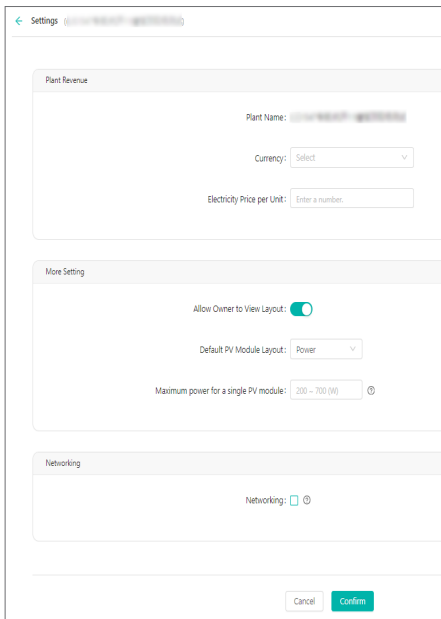 Settings
Plant Revenue
Plant Name:
Currency: Select
Electricity Price per Unit: Enter a number.
More Setting
Allow Owner to View Layout:
Default PV Module Layout: Power
Maximum power for a single PV module: 200 ~ 700 (W)
Networking
Networking:
Cancel Confirm